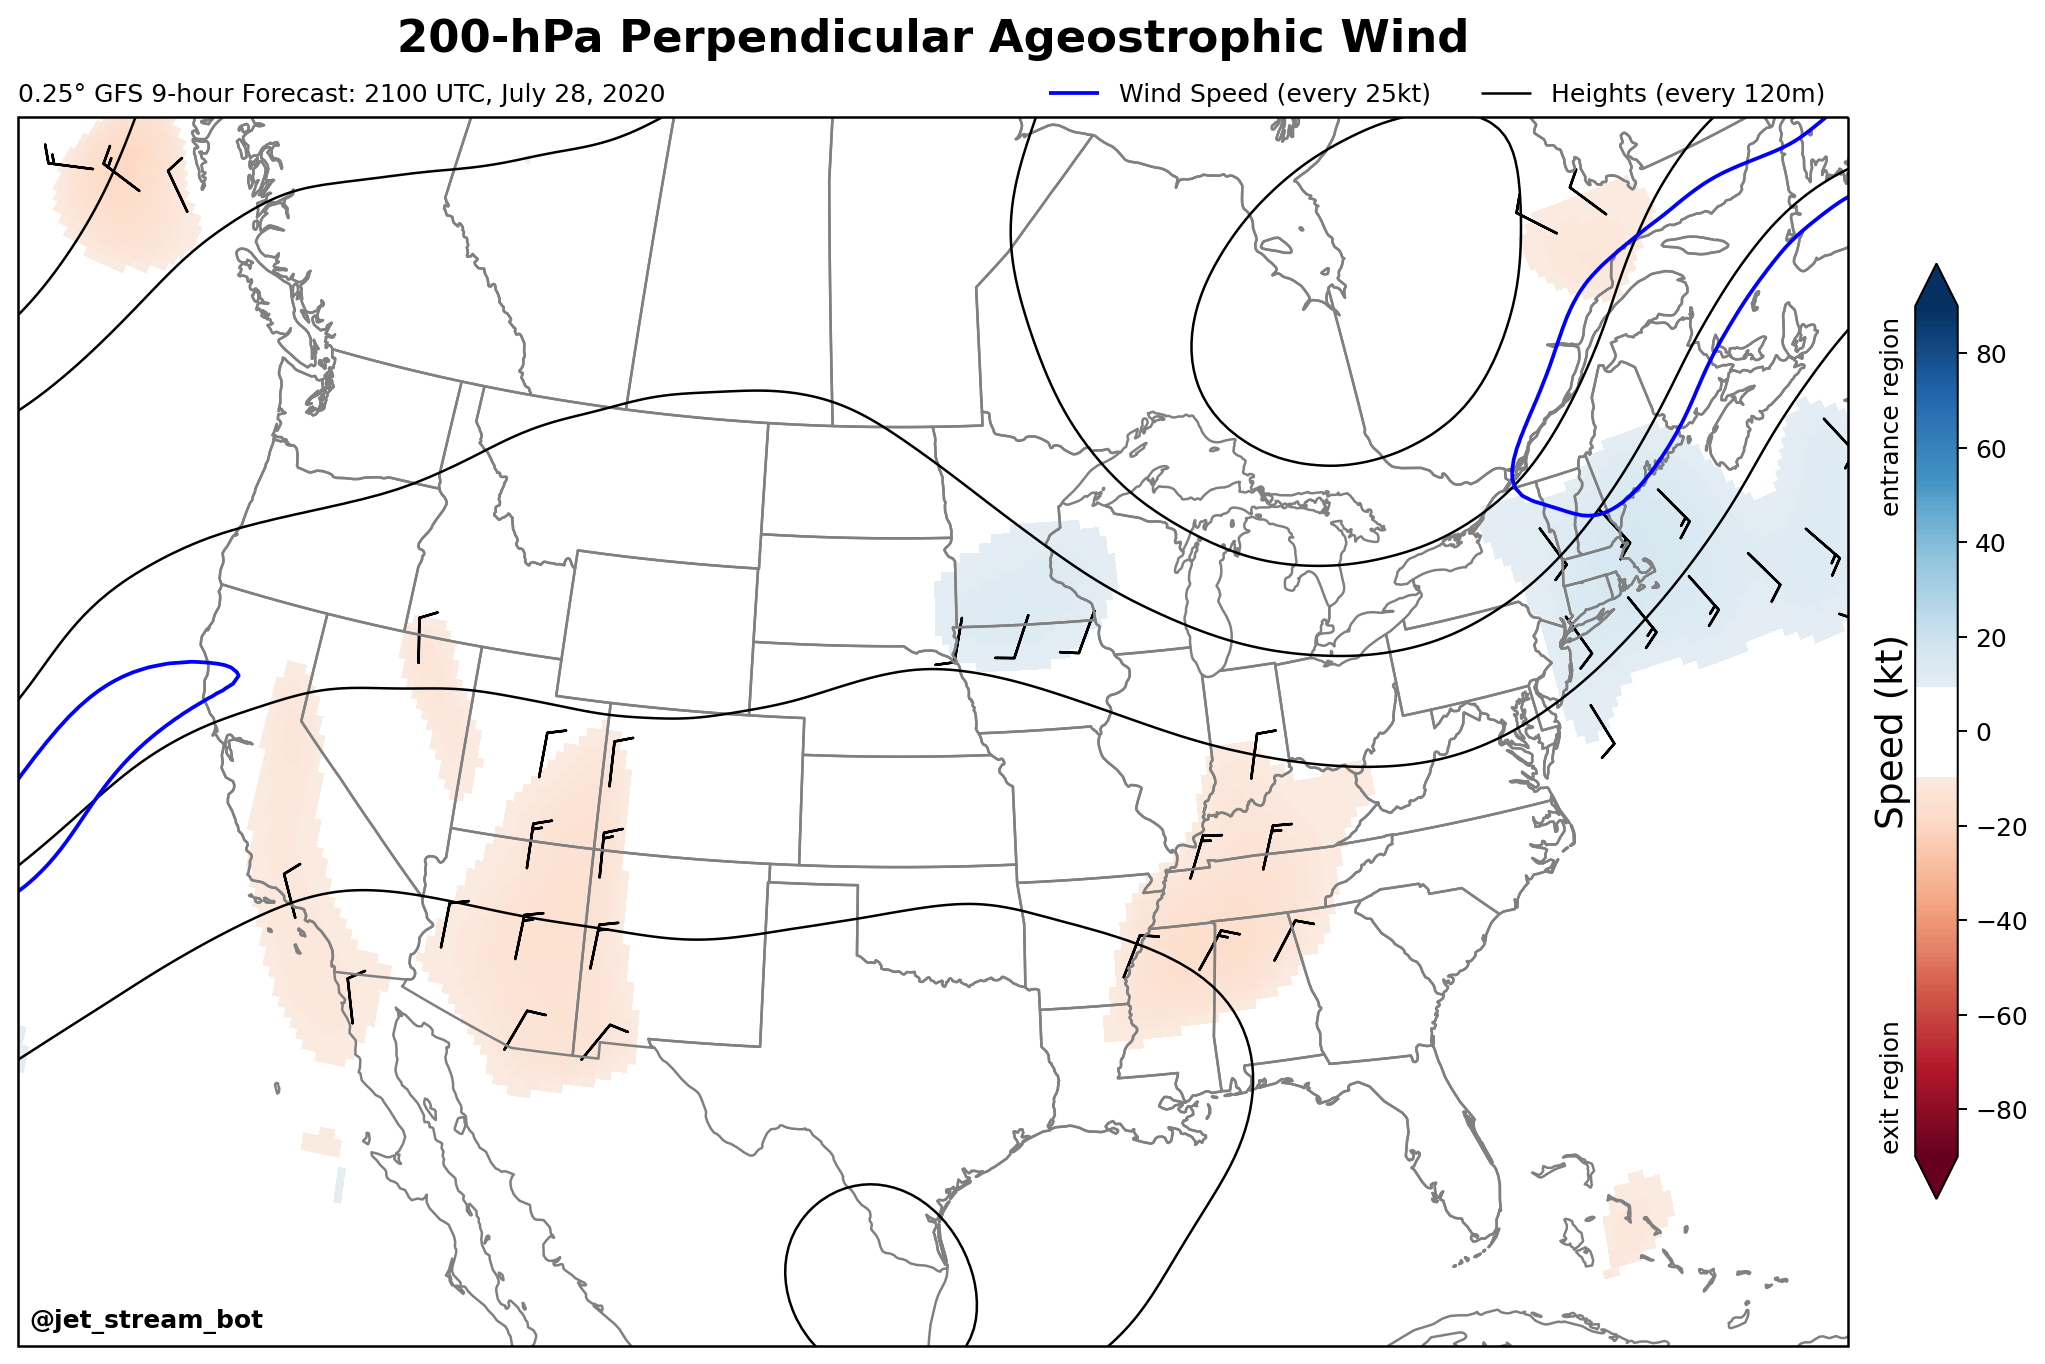 200-hPa Perpendicular Ageostrophic Wind
0.25° GFS 9-hour Forecast: 2100 UTC, July 28, 2020
Wind Speed (every 25kt)
Heights (every 120m)
entrance region
Speed (kt)
exit region
80
60
40
20
0
−20
−40
−60
−80
@jet_stream_bot